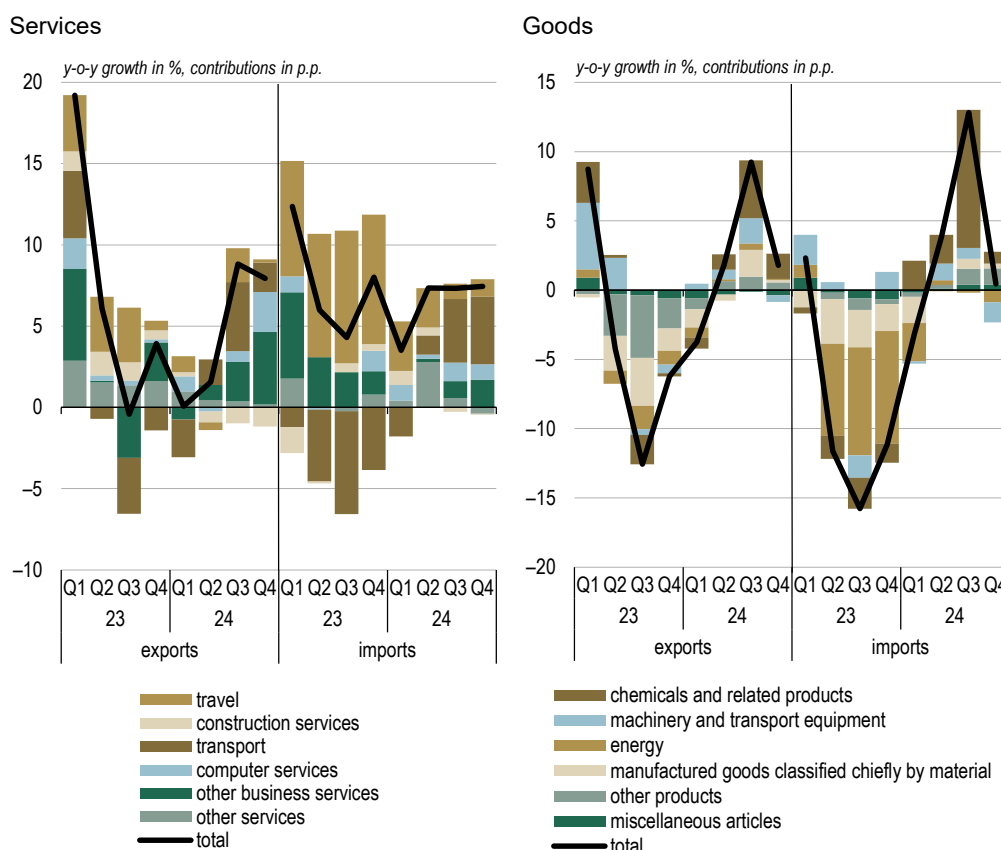 Services
y-o-y growth in %, contributions in p.p.
20
15
10
5
0
–5
–10
Q1 Q2 Q3 Q4 Q1 Q2 Q3 Q4 Q1 Q2 Q3 Q4 Q1 Q2 Q3 Q4
23 24 23 24
exports imports
travel
construction services
transport
computer services
other business services
other services
total
Goods
y-o-y growth in %, contributions in p.p.
15
10
5
0
–5
–10
–15
–20
Q1 Q2 Q3 Q4 Q1 Q2 Q3 Q4 Q1 Q2 Q3 Q4 Q1 Q2 Q3 Q4
23 24 23 24
exports imports
chemicals and related products
machinery and transport equipment
energy
manufactured goods classified chiefly by material
other products
miscellaneous articles
total